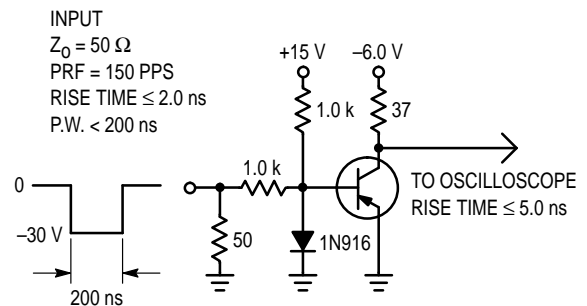 INPUT
Zo = 50 Ω
PRF = 150 PPS
RISE TIME ≤ 2.0 ns
P.W. < 200 ns
+15 V
–6.0 V
1.0 k
37
1.0 k
0
–30 V
50
1N916
TO OSCILLOSCOPE
RISE TIME ≤ 5.0 ns
200 ns